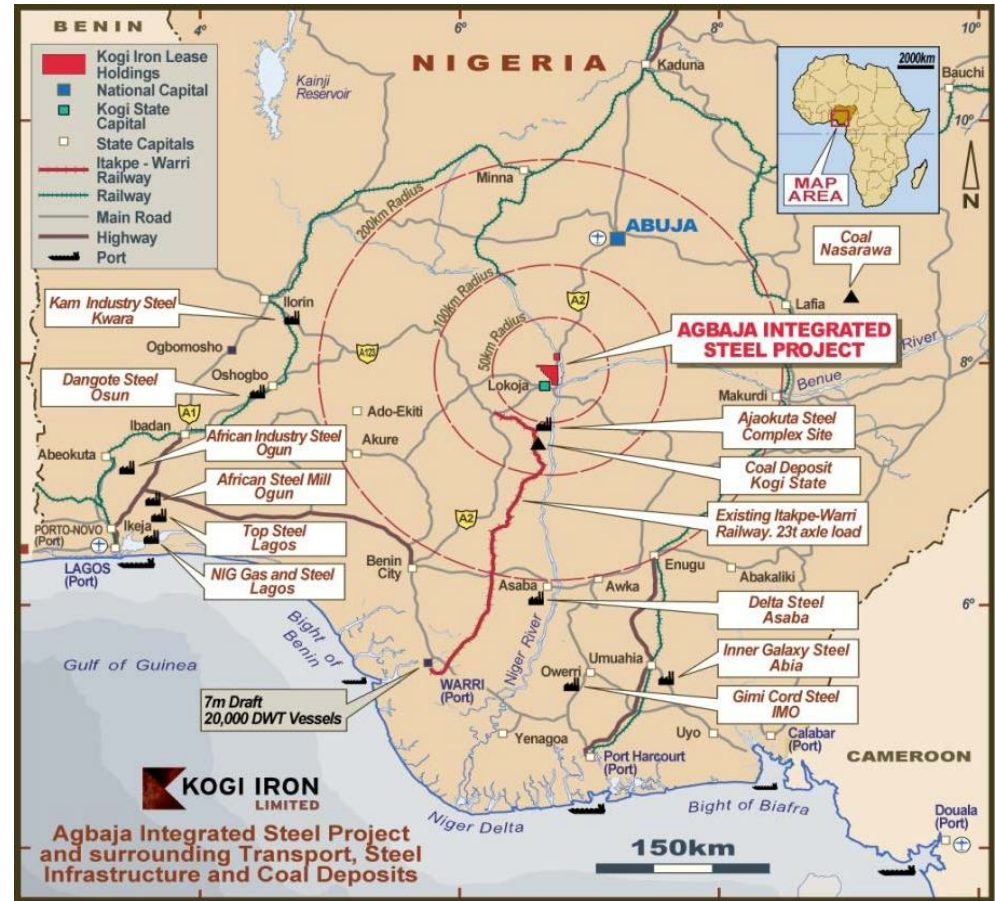 BENIN
4°
6°
8°
10°
NIGERIA
Kogi Iron Lease
Holdings
National Capital
Kogi State
Capital
State Capitals
Itakpe - Warri
Railway
Railway
Main Road
Highway
Port
Kainji
Reservoir
Kaduna
Bauchi
2000km
MAP
AREA
10°
N
Minna
200km Radius
ABUJA
Coal
Nasarawa
Kam Industry Steel
Kwara
Ilorin
100km Radius
A2
Lafia
Ogbomosho
A123
50km Radius
AGBAJA INTEGRATED
STEEL PROJECT
8°
Benue River
Dangote Steel
Osun
Oshogbo
Lokoja
Makurdi
A1
Ado-Ekiti
Ibadan
Ajaokuta Steel
Complex Site
African Industry Steel
Ogun
Akure
Abeokuta
Coal Deposit
Kogi State
African Steel Mill
Ogun
A2
Existing Itakpe-Warri
Railway. 23t axle load
PORTO-NOVO
(Port)
Ikeja
Top Steel
Lagos
LAGOS
(Port)
NIG Gas and Steel
Lagos
Benin
City
Asaba
Awka
Enugu
Abakaliki
Delta Steel
Asaba
6°
Bight of
Benin
Niger River
Gulf of Guinea
Umuahia
Inner Galaxy Steel
Abia
Owerri
WARRI
(Port)
Gimi Cord Steel
IMO
7m Draft
20,000 DWT Vessels
Yenagoa
Uyo
Calabar
(Port)
Port Harcourt
(Port)
CAMEROON
KOGI IRON
LIMITED
Niger Delta
Bight of Biafra
Douala
(Port)
Agbaja Integrated Steel Project
and surrounding Transport, Steel
Infrastructure and Coal Deposits
150km